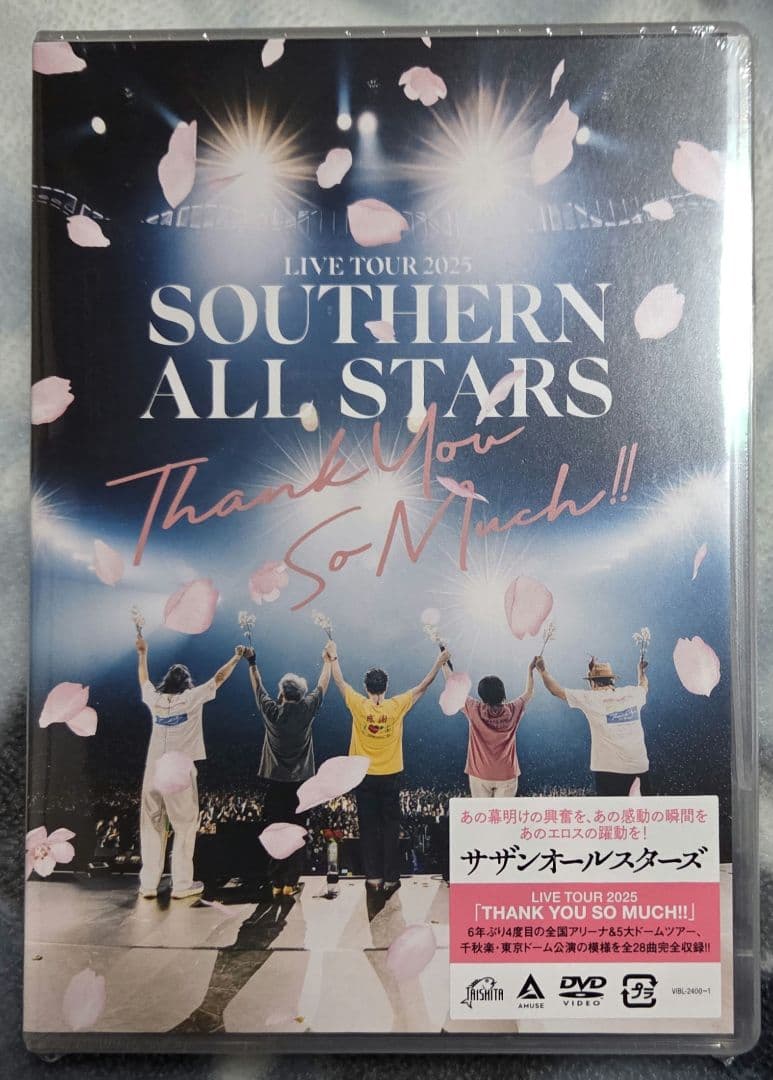 LIVE TOUR 2025
SOUTHERN
ALL STARS
Thank You
So Much!!
感謝
あの幕明けの興奮を、あの感動の瞬間を
あのエロスの躍動を!
サザンオールスターズ
LIVE TOUR 2025
「THANK YOU SO MUCH!!」
6年ぶり4度目の全国アリーナ&5大ドームツアー、
千秋楽・東京ドーム公演の模様を全28曲完全収録!!
TAISHITA
AMUSE
DVD
VIDEO
プラ
VIBL-2400~1